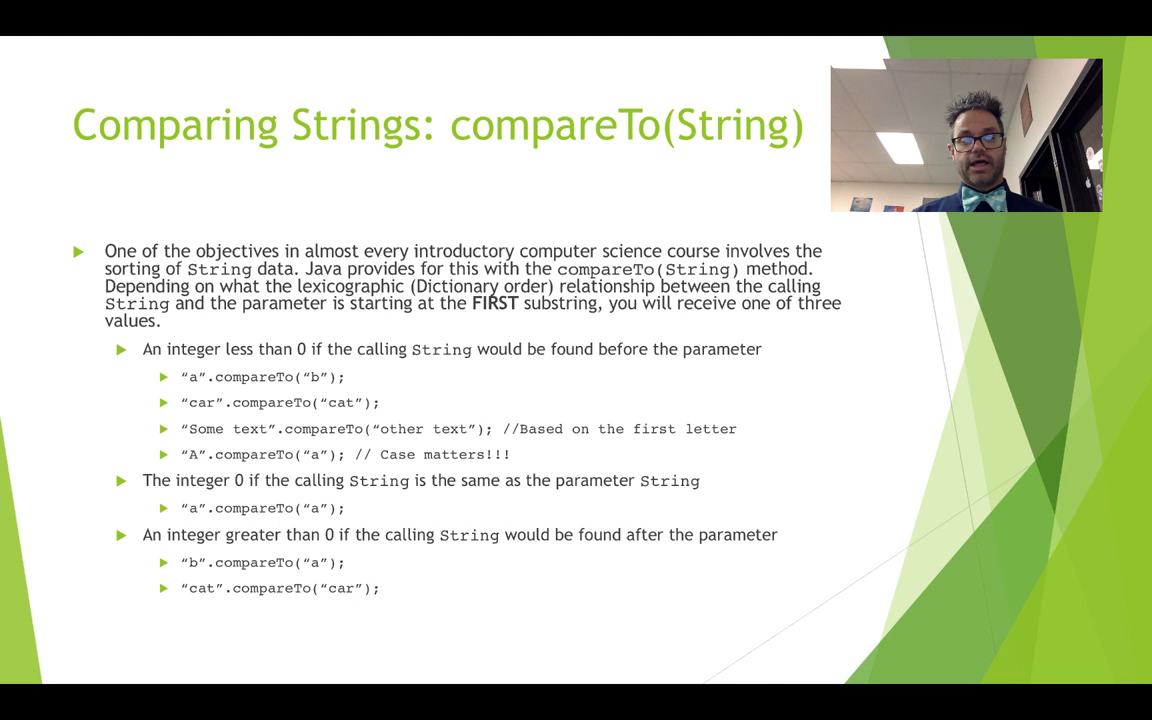 Comparing Strings: compareTo(String)
One of the objectives in almost every introductory computer science course involves the
sorting of String data. Java provides for this with the compareTo(String) method.
Depending on what the lexicographic (Dictionary order) relationship between the calling
String and the parameter is starting at the FIRST substring, you will receive one of three
values.
An integer less than 0 if the calling String would be found before the parameter
“a”.compareTo(“b”);
“car”.compareTo(“cat”);
“Some text”.compareTo(“other text”); //Based on the first letter
“A”.compareTo(“a”); // Case matters!!!
The integer 0 if the calling String is the same as the parameter String
“a”.compareTo(“a”);
An integer greater than 0 if the calling String would be found after the parameter
“b”.compareTo(“a”);
“cat”.compareTo(“car”);